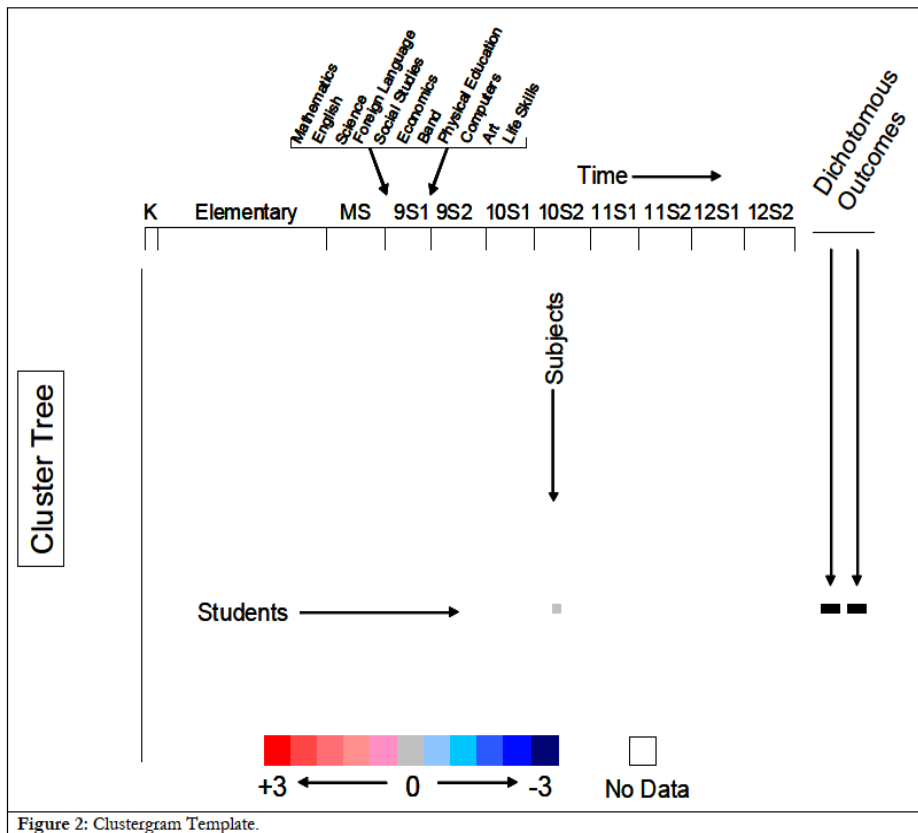 Mathematics
English
Science
Foreign Language
Social Studies
Economics
Band
Physical Education
Computers
Art
Life Skills
Time
Dichotomous
Outcomes
K Elementary MS 9S1 9S2 10S1 10S2 11S1 11S2 12S1 12S2
Subjects
Cluster Tree
Students
+3 0 -3 No Data
Figure 2: Clustergram Template.